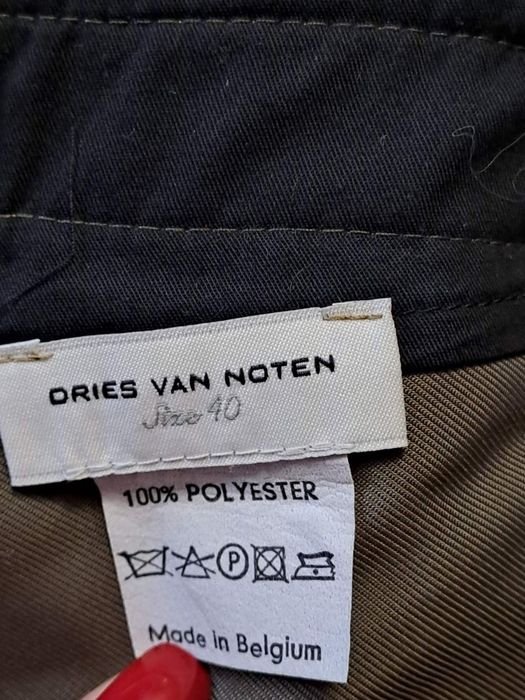 DRIES VAN NOTEN
Size 40
100% POLYESTER
P
Made in Belgium